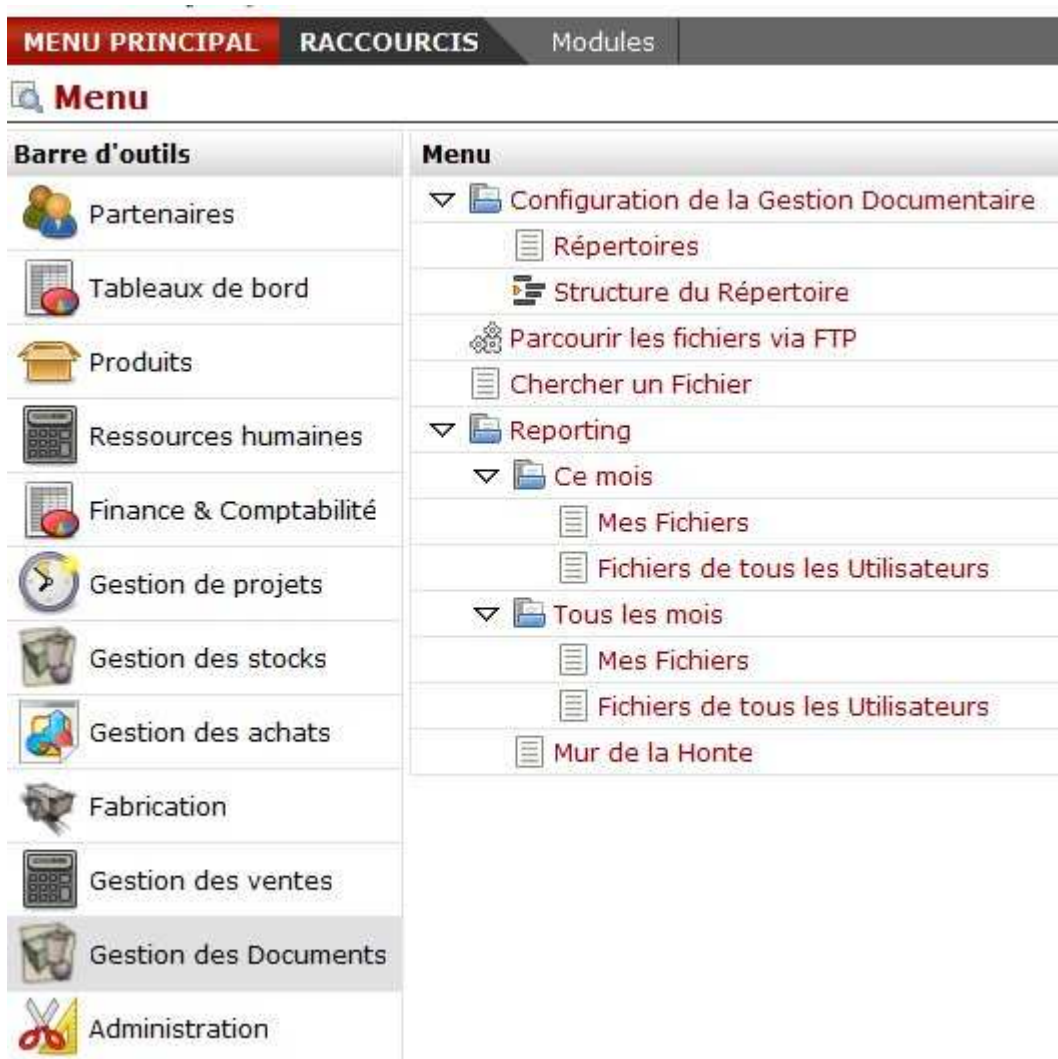 MENU PRINCIPAL RACCOURCIS Modules
Menu
Barre d'outils
Partenaires
Tableaux de bord
Produits
Ressources humaines
Finance & Comptabilité
Gestion de projets
Gestion des stocks
Gestion des achats
Fabrication
Gestion des ventes
Gestion des Documents
Administration
Menu
Configuration de la Gestion Documentaire
Répertoires
Structure du Répertoire
Parcourir les fichiers via FTP
Chercher un Fichier
Reporting
Ce mois
Mes Fichiers
Fichiers de tous les Utilisateurs
Tous les mois
Mes Fichiers
Fichiers de tous les Utilisateurs
Mur de la Honte